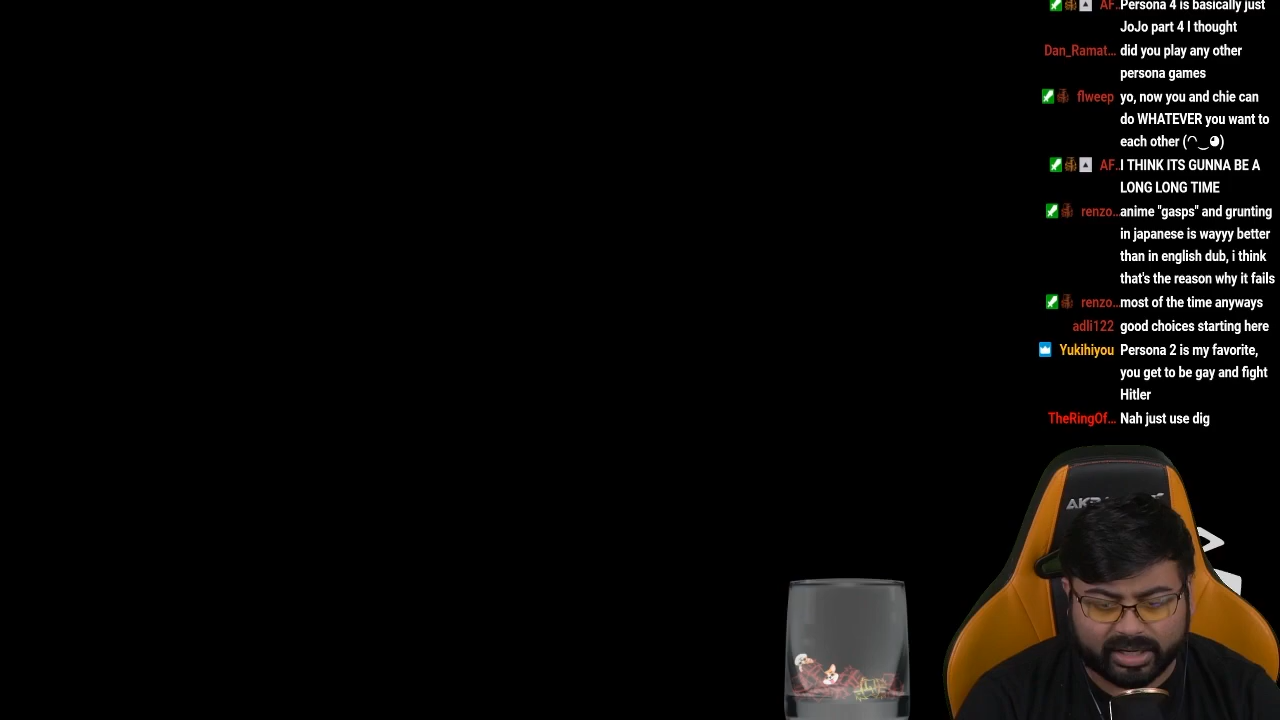 AF..Persona 4 is basically just
JoJo part 4 I thought
Dan_Ramat... did you play any other
persona games
flweep yo, now you and chie can
do WHATEVER you want to
each other (◠‿◕)
AF..I THINK ITS GUNNA BE A
LONG LONG TIME
renzo...anime "gasps" and grunting
in japanese is wayyy better
than in english dub, i think
that's the reason why it fails
renzo...most of the time anyways
adli122 good choices starting here
Yukihiyou Persona 2 is my favorite,
you get to be gay and fight
Hitler
TheRingOf... Nah just use dig